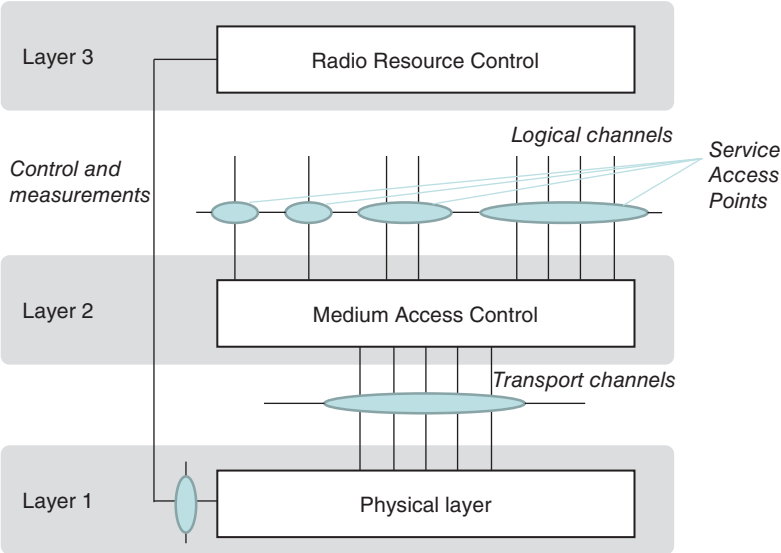 Layer 3
Radio Resource Control
Logical channels
Service
Access
Points
Control and
measurements
Layer 2
Medium Access Control
Transport channels
Layer 1
Physical layer